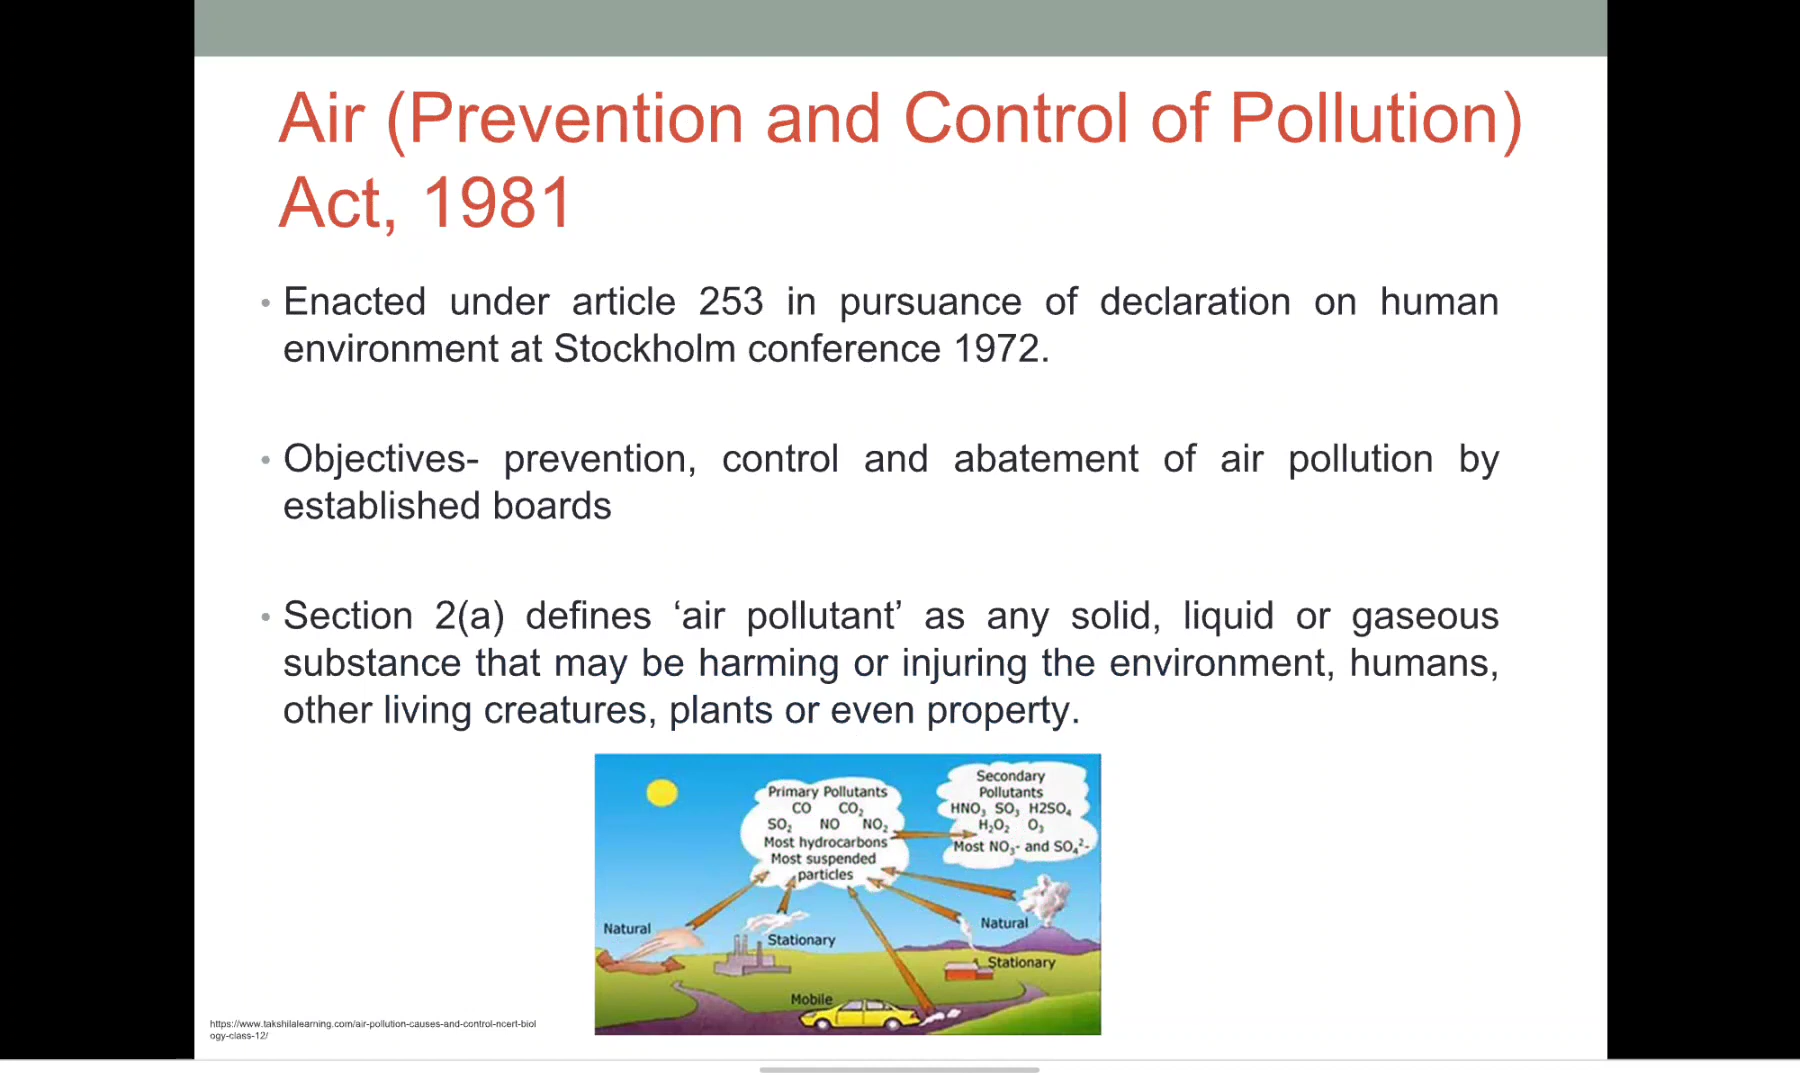 Air (Prevention and Control of Pollution)
Act, 1981
• Enacted under article 253 in pursuance of declaration on human
environment at Stockholm conference 1972.
• Objectives- prevention, control and abatement of air pollution by
established boards
• Section 2(a) defines ‘air pollutant’ as any solid, liquid or gaseous
substance that may be harming or injuring the environment, humans,
other living creatures, plants or even property.
Primary Pollutants
CO CO₂
SO₂ NO NO₂
Most hydrocarbons
Most suspended
particles
Secondary
Pollutants
HNO₃ SO₃ H2SO₄
H₂O₂ O₃
Most NO₃- and SO₄²-
Natural
Stationary
Natural
Stationary
Mobile
https://www.takshilalearning.com/air-pollution-causes-and-control-ncert-biol
ogy-class-12/